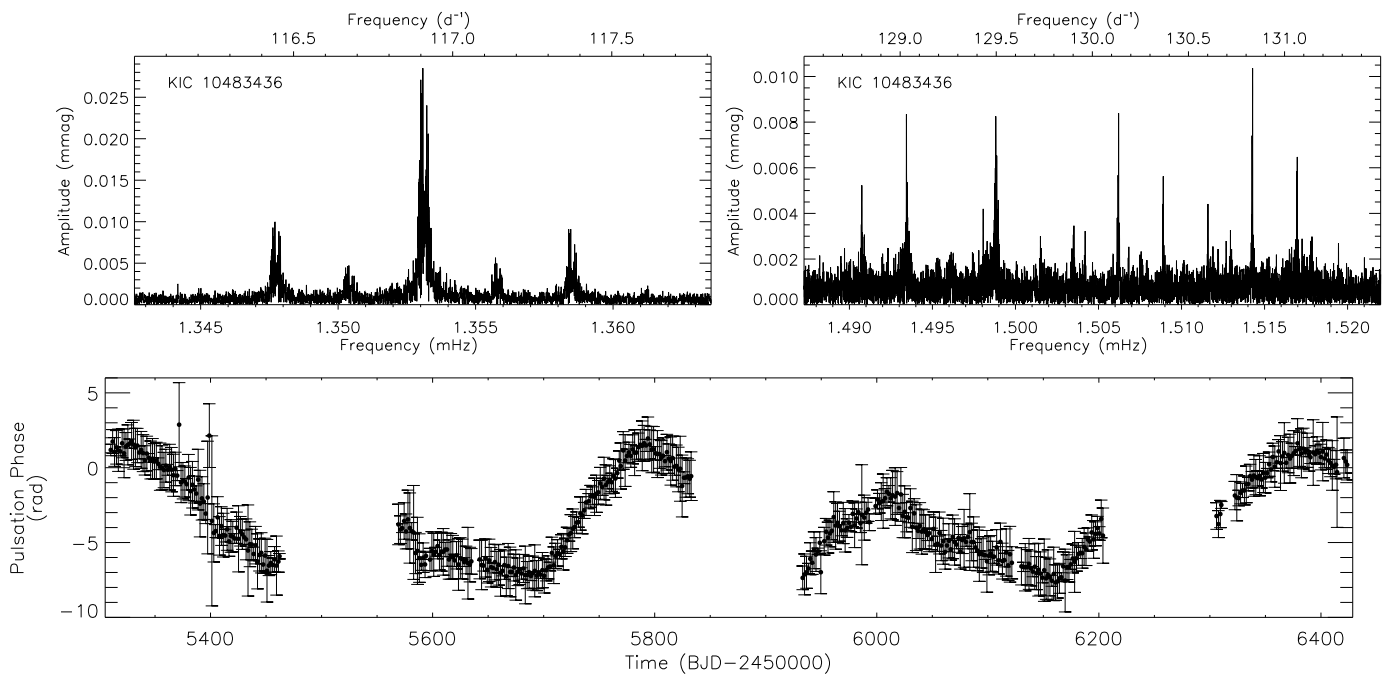 Frequency (d⁻¹)
116.5 117.0 117.5
KIC 10483436
Amplitude (mmag)
0.025
0.020
0.015
0.010
0.005
0.000
1.345 1.350 1.355 1.360
Frequency (mHz)
Frequency (d⁻¹)
129.0 129.5 130.0 130.5 131.0
KIC 10483436
Amplitude (mmag)
0.010
0.008
0.006
0.004
0.002
0.000
1.490 1.495 1.500 1.505 1.510 1.515 1.520
Frequency (mHz)
Pulsation Phase
(rad)
5
0
−5
−10
5400 5600 5800 6000 6200 6400
Time (BJD−2450000)